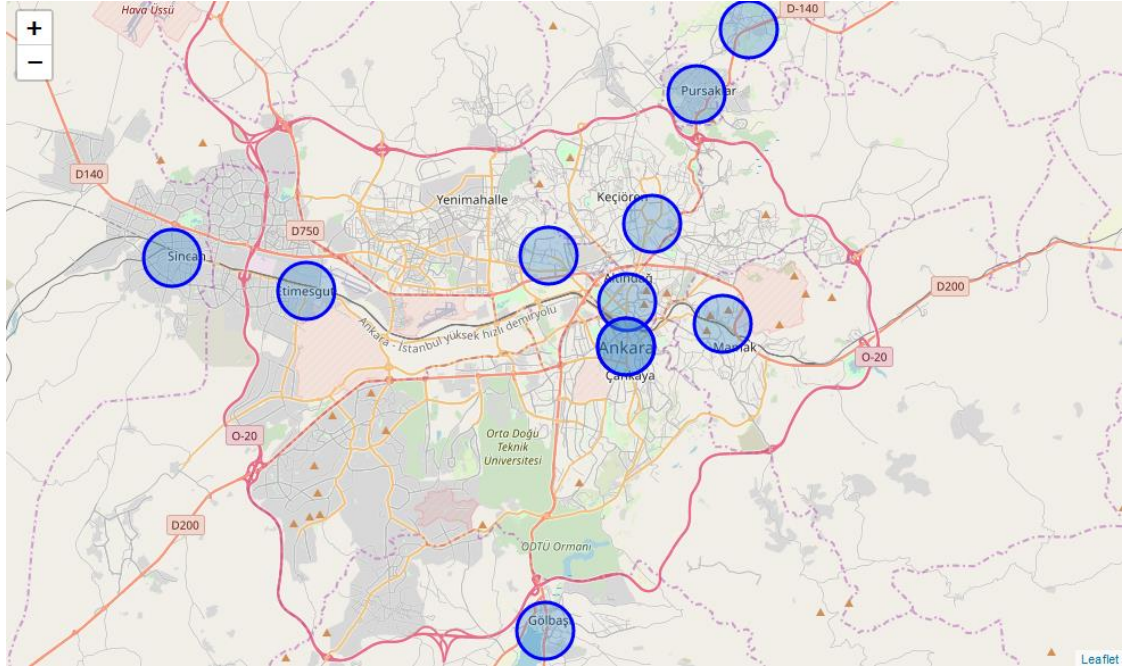 +
−
Hava Üssü
D-140
Pursaklar
D140
Yenimahalle
Keçiören
D750
Sincan
Etimesgut
Altındağ
D200
Ankara - İstanbul yüksek hızlı demiryolu
Ankara
Mamak
O-20
Çankaya
O-20
Orta Doğu
Teknik
Üniversitesi
D200
ODTÜ Ormanı
Gölbaşı
Leaflet